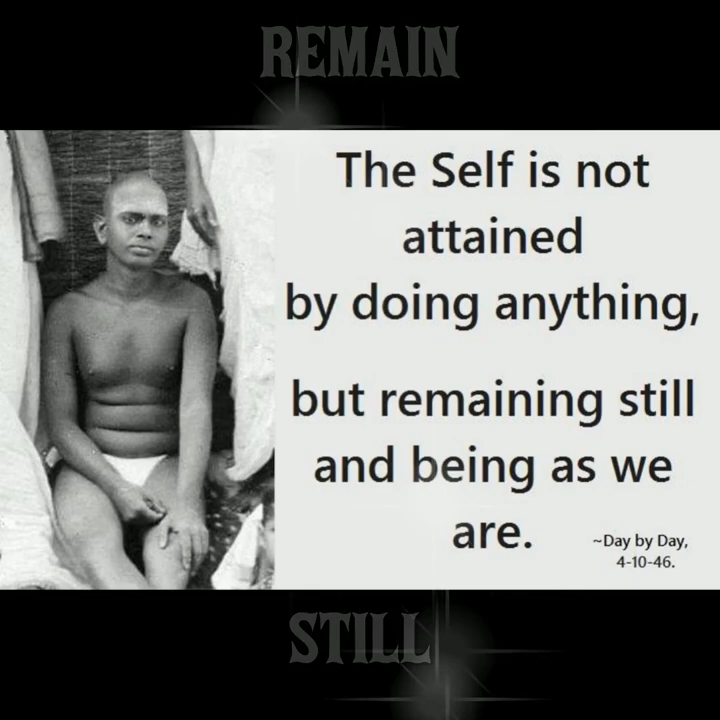 REMAIN
The Self is not
attained
by doing anything,
but remaining still
and being as we
are.
~Day by Day,
4-10-46.
STILL